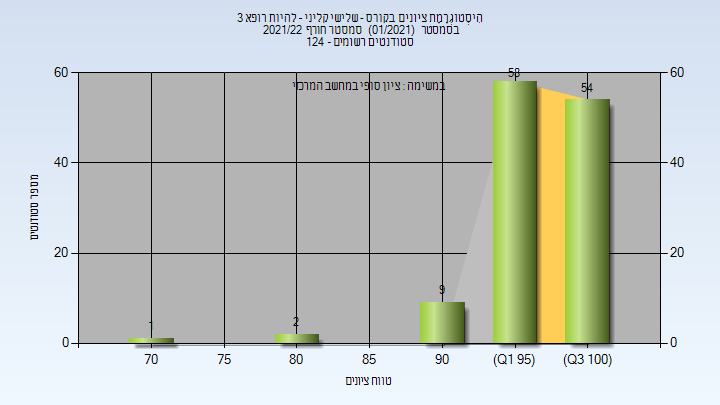 היסטוגרמת ציונים בקורס - שלישי קליני - להיות רופא 3
בסמסטר (01/2021) סמסטר חורף 2021/22
סטודנטים רשומים - 124
במשימה : ציון סופי במחשב המרכזי
60 60
40 40
20 20
0 0
מספר סטודנטים
1 2 9 58 54
70 75 80 85 90 (Q1 95) (Q3 100)
טווח ציונים